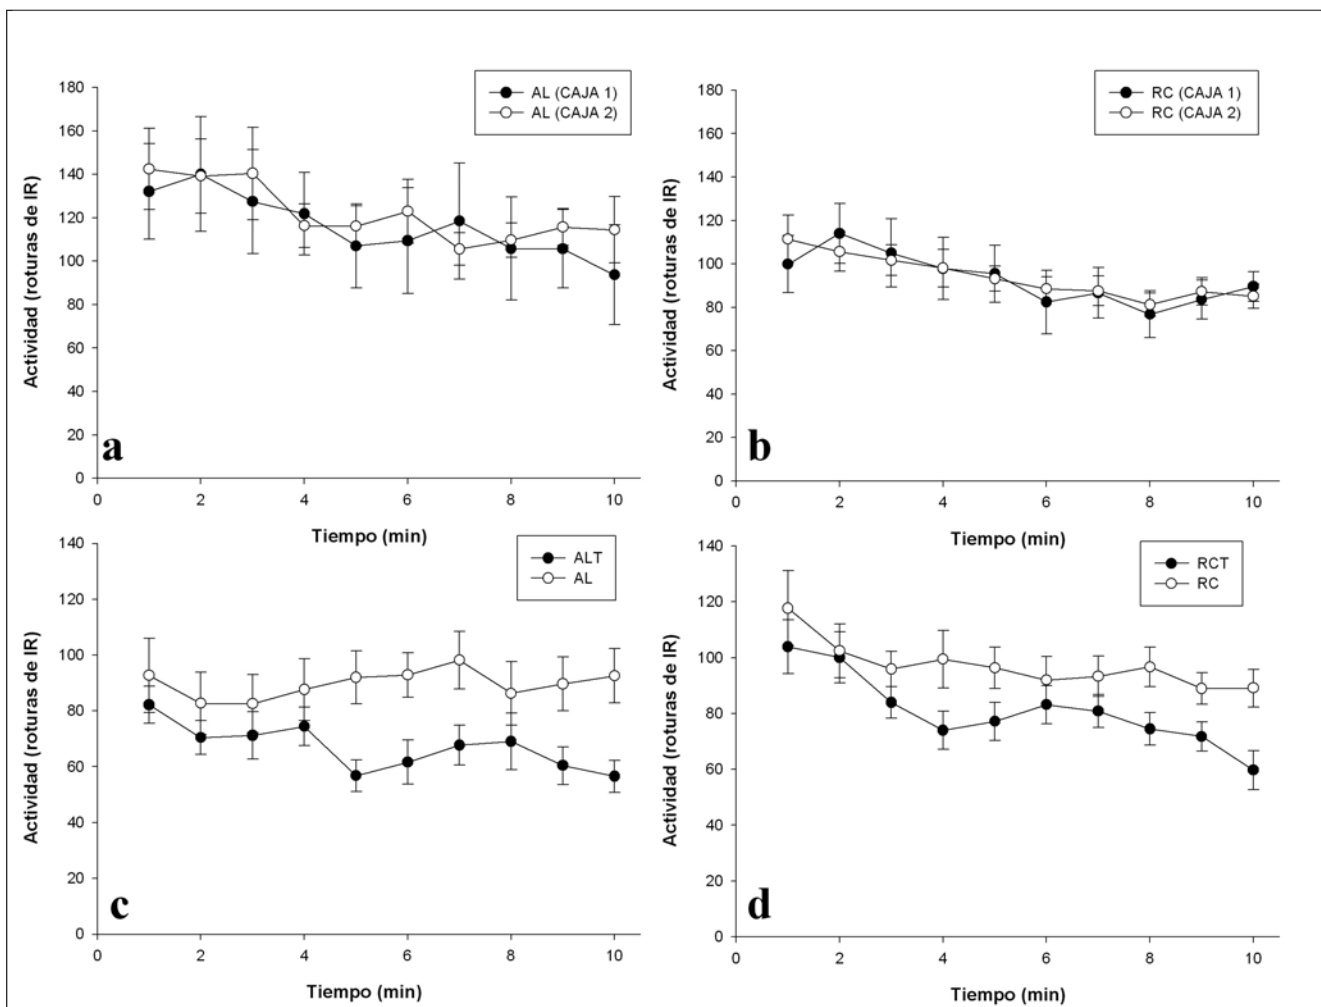 AL (CAJA 1)
AL (CAJA 2)
Actividad (roturas de IR)
180
160
140
120
100
80
60
40
20
0
0 2 4 6 8 10
Tiempo (min)
a
RC (CAJA 1)
RC (CAJA 2)
Actividad (roturas de IR)
180
160
140
120
100
80
60
40
20
0
0 2 4 6 8 10
Tiempo (min)
b
ALT
AL
Actividad (roturas de IR)
140
120
100
80
60
40
20
0
0 2 4 6 8 10
Tiempo (min)
c
RCT
RC
Actividad (roturas de IR)
140
120
100
80
60
40
20
0
0 2 4 6 8 10
Tiempo (min)
d